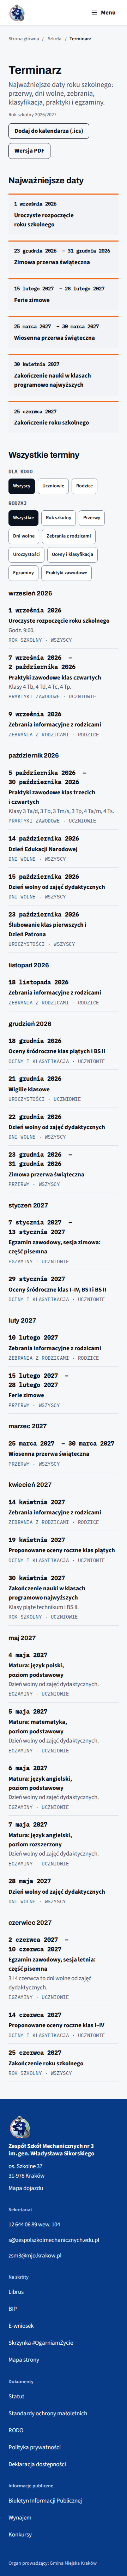 Menu
Strona główna / Szkoła / Terminarz
Terminarz
Najważniejsze daty roku szkolnego:
przerwy, dni wolne, zebrania,
klasyfikacja, praktyki i egzaminy.
Rok szkolny 2026/2027
Dodaj do kalendarza (.ics)
Wersja PDF
Najważniejsze daty
1 września 2026
Uroczyste rozpoczęcie
roku szkolnego
23 grudnia 2026 – 31 grudnia 2026
Zimowa przerwa świąteczna
15 lutego 2027 – 28 lutego 2027
Ferie zimowe
25 marca 2027 – 30 marca 2027
Wiosenna przerwa świąteczna
30 kwietnia 2027
Zakończenie nauki w klasach
programowo najwyższych
25 czerwca 2027
Zakończenie roku szkolnego
Wszystkie terminy
DLA KOGO
Wszyscy Uczniowie Rodzice
RODZAJ
Wszystkie Rok szkolny Przerwy
Dni wolne Zebrania z rodzicami
Uroczystości Oceny i klasyfikacja
Egzaminy Praktyki zawodowe
wrzesień 2026
1 września 2026
Uroczyste rozpoczęcie roku szkolnego
Godz. 9:00.
ROK SZKOLNY · WSZYSCY
7 września 2026 –
2 października 2026
Praktyki zawodowe klas czwartych
Klasy 4 Tb, 4 Td, 4 Tc, 4 Tp.
PRAKTYKI ZAWODOWE · UCZNIOWIE
9 września 2026
Zebrania informacyjne z rodzicami
ZEBRANIA Z RODZICAMI · RODZICE
październik 2026
5 października 2026 –
30 października 2026
Praktyki zawodowe klas trzecich
i czwartych
Klasy 3 Ta/d, 3 Tb, 3 Tm/s, 3 Tp, 4 Ta/m, 4 Ts.
PRAKTYKI ZAWODOWE · UCZNIOWIE
14 października 2026
Dzień Edukacji Narodowej
DNI WOLNE · WSZYSCY
15 października 2026
Dzień wolny od zajęć dydaktycznych
DNI WOLNE · WSZYSCY
23 października 2026
Ślubowanie klas pierwszych i
Dzień Patrona
UROCZYSTOŚCI · WSZYSCY
listopad 2026
18 listopada 2026
Zebrania informacyjne z rodzicami
ZEBRANIA Z RODZICAMI · RODZICE
grudzień 2026
18 grudnia 2026
Oceny śródroczne klas piątych i BS II
OCENY I KLASYFIKACJA · UCZNIOWIE
21 grudnia 2026
Wigilie klasowe
UROCZYSTOŚCI · UCZNIOWIE
22 grudnia 2026
Dzień wolny od zajęć dydaktycznych
DNI WOLNE · WSZYSCY
23 grudnia 2026 –
31 grudnia 2026
Zimowa przerwa świąteczna
PRZERWY · WSZYSCY
styczeń 2027
7 stycznia 2027 –
13 stycznia 2027
Egzamin zawodowy, sesja zimowa:
część pisemna
EGZAMINY · UCZNIOWIE
29 stycznia 2027
Oceny śródroczne klas I–IV, BS I i BS II
OCENY I KLASYFIKACJA · UCZNIOWIE
luty 2027
10 lutego 2027
Zebrania informacyjne z rodzicami
ZEBRANIA Z RODZICAMI · RODZICE
15 lutego 2027 –
28 lutego 2027
Ferie zimowe
PRZERWY · WSZYSCY
marzec 2027
25 marca 2027 – 30 marca 2027
Wiosenna przerwa świąteczna
PRZERWY · WSZYSCY
kwiecień 2027
14 kwietnia 2027
Zebrania informacyjne z rodzicami
ZEBRANIA Z RODZICAMI · RODZICE
19 kwietnia 2027
Proponowane oceny roczne klas piątych
OCENY I KLASYFIKACJA · UCZNIOWIE
30 kwietnia 2027
Zakończenie nauki w klasach
programowo najwyższych
Klasy piąte technikum i BS II.
ROK SZKOLNY · UCZNIOWIE
maj 2027
4 maja 2027
Matura: język polski,
poziom podstawowy
Dzień wolny od zajęć dydaktycznych.
EGZAMINY · UCZNIOWIE
5 maja 2027
Matura: matematyka,
poziom podstawowy
Dzień wolny od zajęć dydaktycznych.
EGZAMINY · UCZNIOWIE
6 maja 2027
Matura: język angielski,
poziom podstawowy
Dzień wolny od zajęć dydaktycznych.
EGZAMINY · UCZNIOWIE
7 maja 2027
Matura: język angielski,
poziom rozszerzony
Dzień wolny od zajęć dydaktycznych.
EGZAMINY · UCZNIOWIE
28 maja 2027
Dzień wolny od zajęć dydaktycznych
DNI WOLNE · WSZYSCY
czerwiec 2027
2 czerwca 2027 –
10 czerwca 2027
Egzamin zawodowy, sesja letnia:
część pisemna
3 i 4 czerwca to dni wolne od zajęć
dydaktycznych.
EGZAMINY · UCZNIOWIE
14 czerwca 2027
Proponowane oceny roczne klas I–IV
OCENY I KLASYFIKACJA · UCZNIOWIE
25 czerwca 2027
Zakończenie roku szkolnego
ROK SZKOLNY · WSZYSCY
Zespół Szkół Mechanicznych nr 3
im. gen. Władysława Sikorskiego
os. Szkolne 37
31-978 Kraków
Mapa dojazdu
Sekretariat
12 644 06 89 wew. 104
s@zespolszkolmechanicznych.edu.pl
zsm3@mjo.krakow.pl
Na skróty
Librus
BIP
E-wniosek
Skrzynka #OgarniamŻycie
Mapa strony
Dokumenty
Statut
Standardy ochrony małoletnich
RODO
Polityka prywatności
Deklaracja dostępności
Informacje publiczne
Biuletyn Informacji Publicznej
Wynajem
Konkursy
Organ prowadzący: Gmina Miejska Kraków